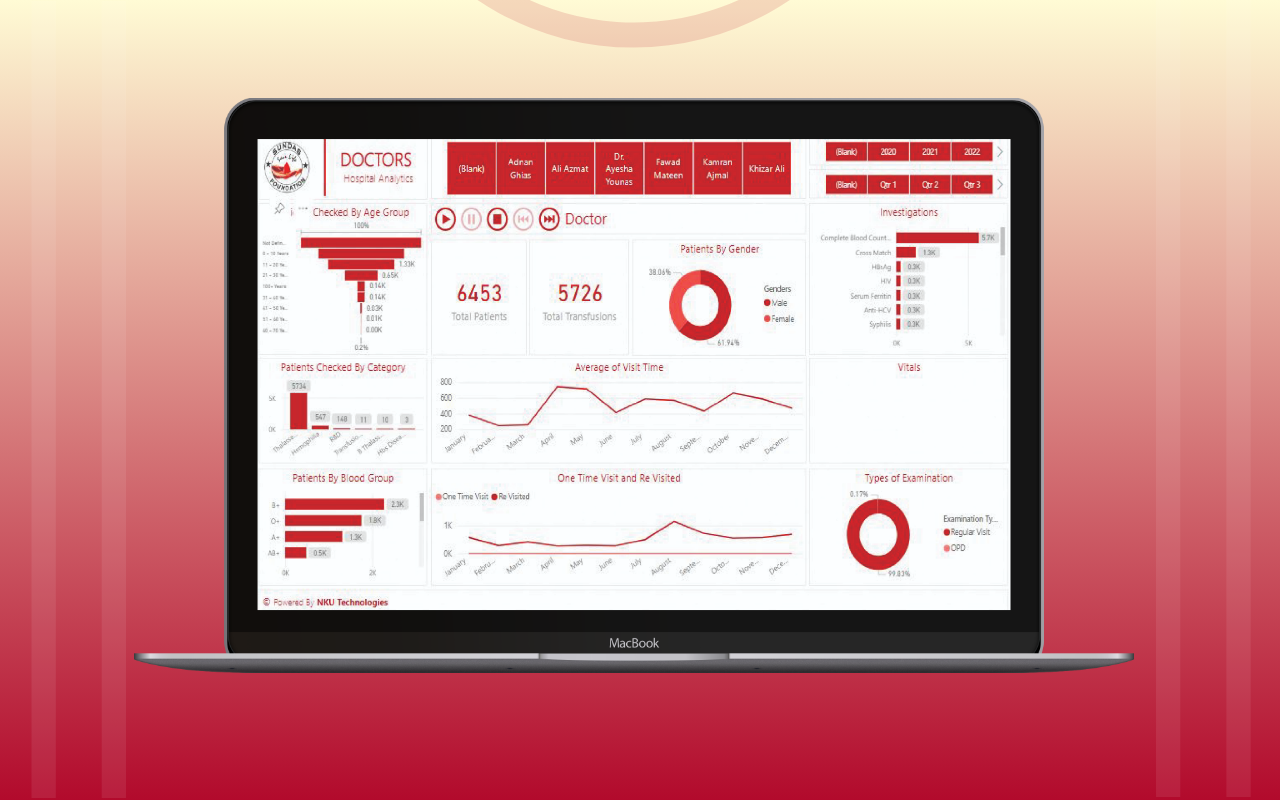 SUNDAS
FOUNDATION
DOCTORS
Hospital Analytics
(Blank)
Adnan
Ghias
Ali Azmat
Dr.
Ayesha
Younas
Fawad
Mateen
Kamran
Ajmal
Khizar Ali
(Blank) 2020 2021 2022
(Blank) Qtr 1 Qtr 2 Qtr 3
Checked By Age Group
100%
Not Defin...
0 - 10 Years
11 - 20 Ye... 1.33K
21 - 30 Ye... 0.65K
100+ Years 0.14K
31 - 40 Ye... 0.14K
41 - 50 Ye... 0.03K
51 - 60 Ye... 0.01K
60 - 70 Ye... 0.00K
0.2%
Doctor
6453
Total Patients
5726
Total Transfusions
Patients By Gender
38.06%
61.94%
Genders
Male
Female
Investigations
Complete Blood Count... 5.7K
Cross Match 1.3K
HBsAg 0.3K
HIV 0.3K
Serum Ferritin 0.3K
Anti-HCV 0.3K
Syphilis 0.3K
0K 5K
Patients Checked By Category
5K
0K
5734 547 148 11 10 3
Thalassa... Hemophilia RBD Transfusio... B Thalas... Hbs Disea...
Average of Visit Time
800
600
400
200
January Februa... March April May June July August Septe... October Nove... Decem...
Vitals
Patients By Blood Group
B+ 2.3K
O+ 1.8K
A+ 1.3K
AB+ 0.5K
0K 2K
One Time Visit and Re Visited
One Time Visit Re Visited
1K
0K
January Febru... March April May June July August Septe... Octo... Nove... Dece...
Types of Examination
0.17%
99.83%
Examination Ty...
Regular Visit
OPD
© Powered By NKU Technologies
MacBook